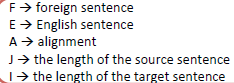 F → foreign sentence
E → English sentence
A → alignment
J → the length of the source sentence
I → the length of the target sentence